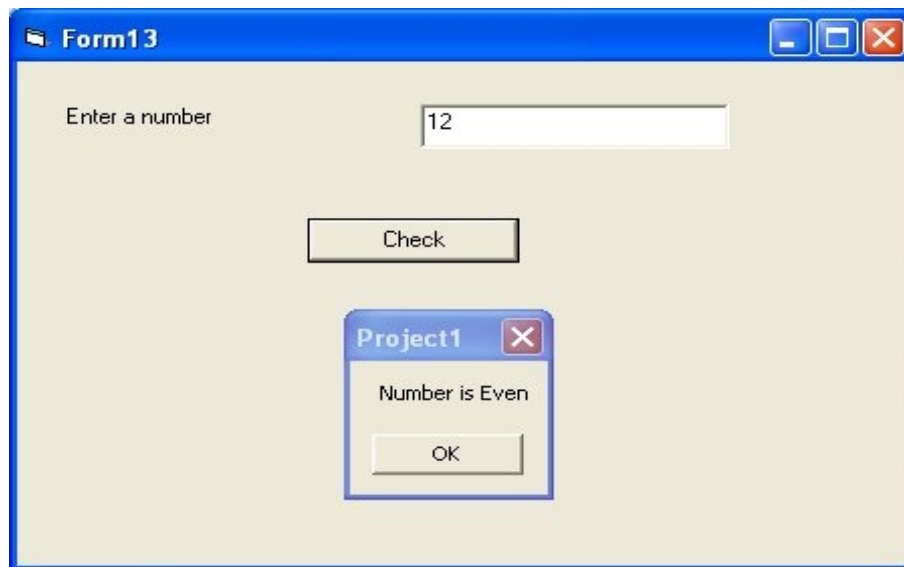 Form13
Enter a number
12
Check
Project1
Number is Even
OK